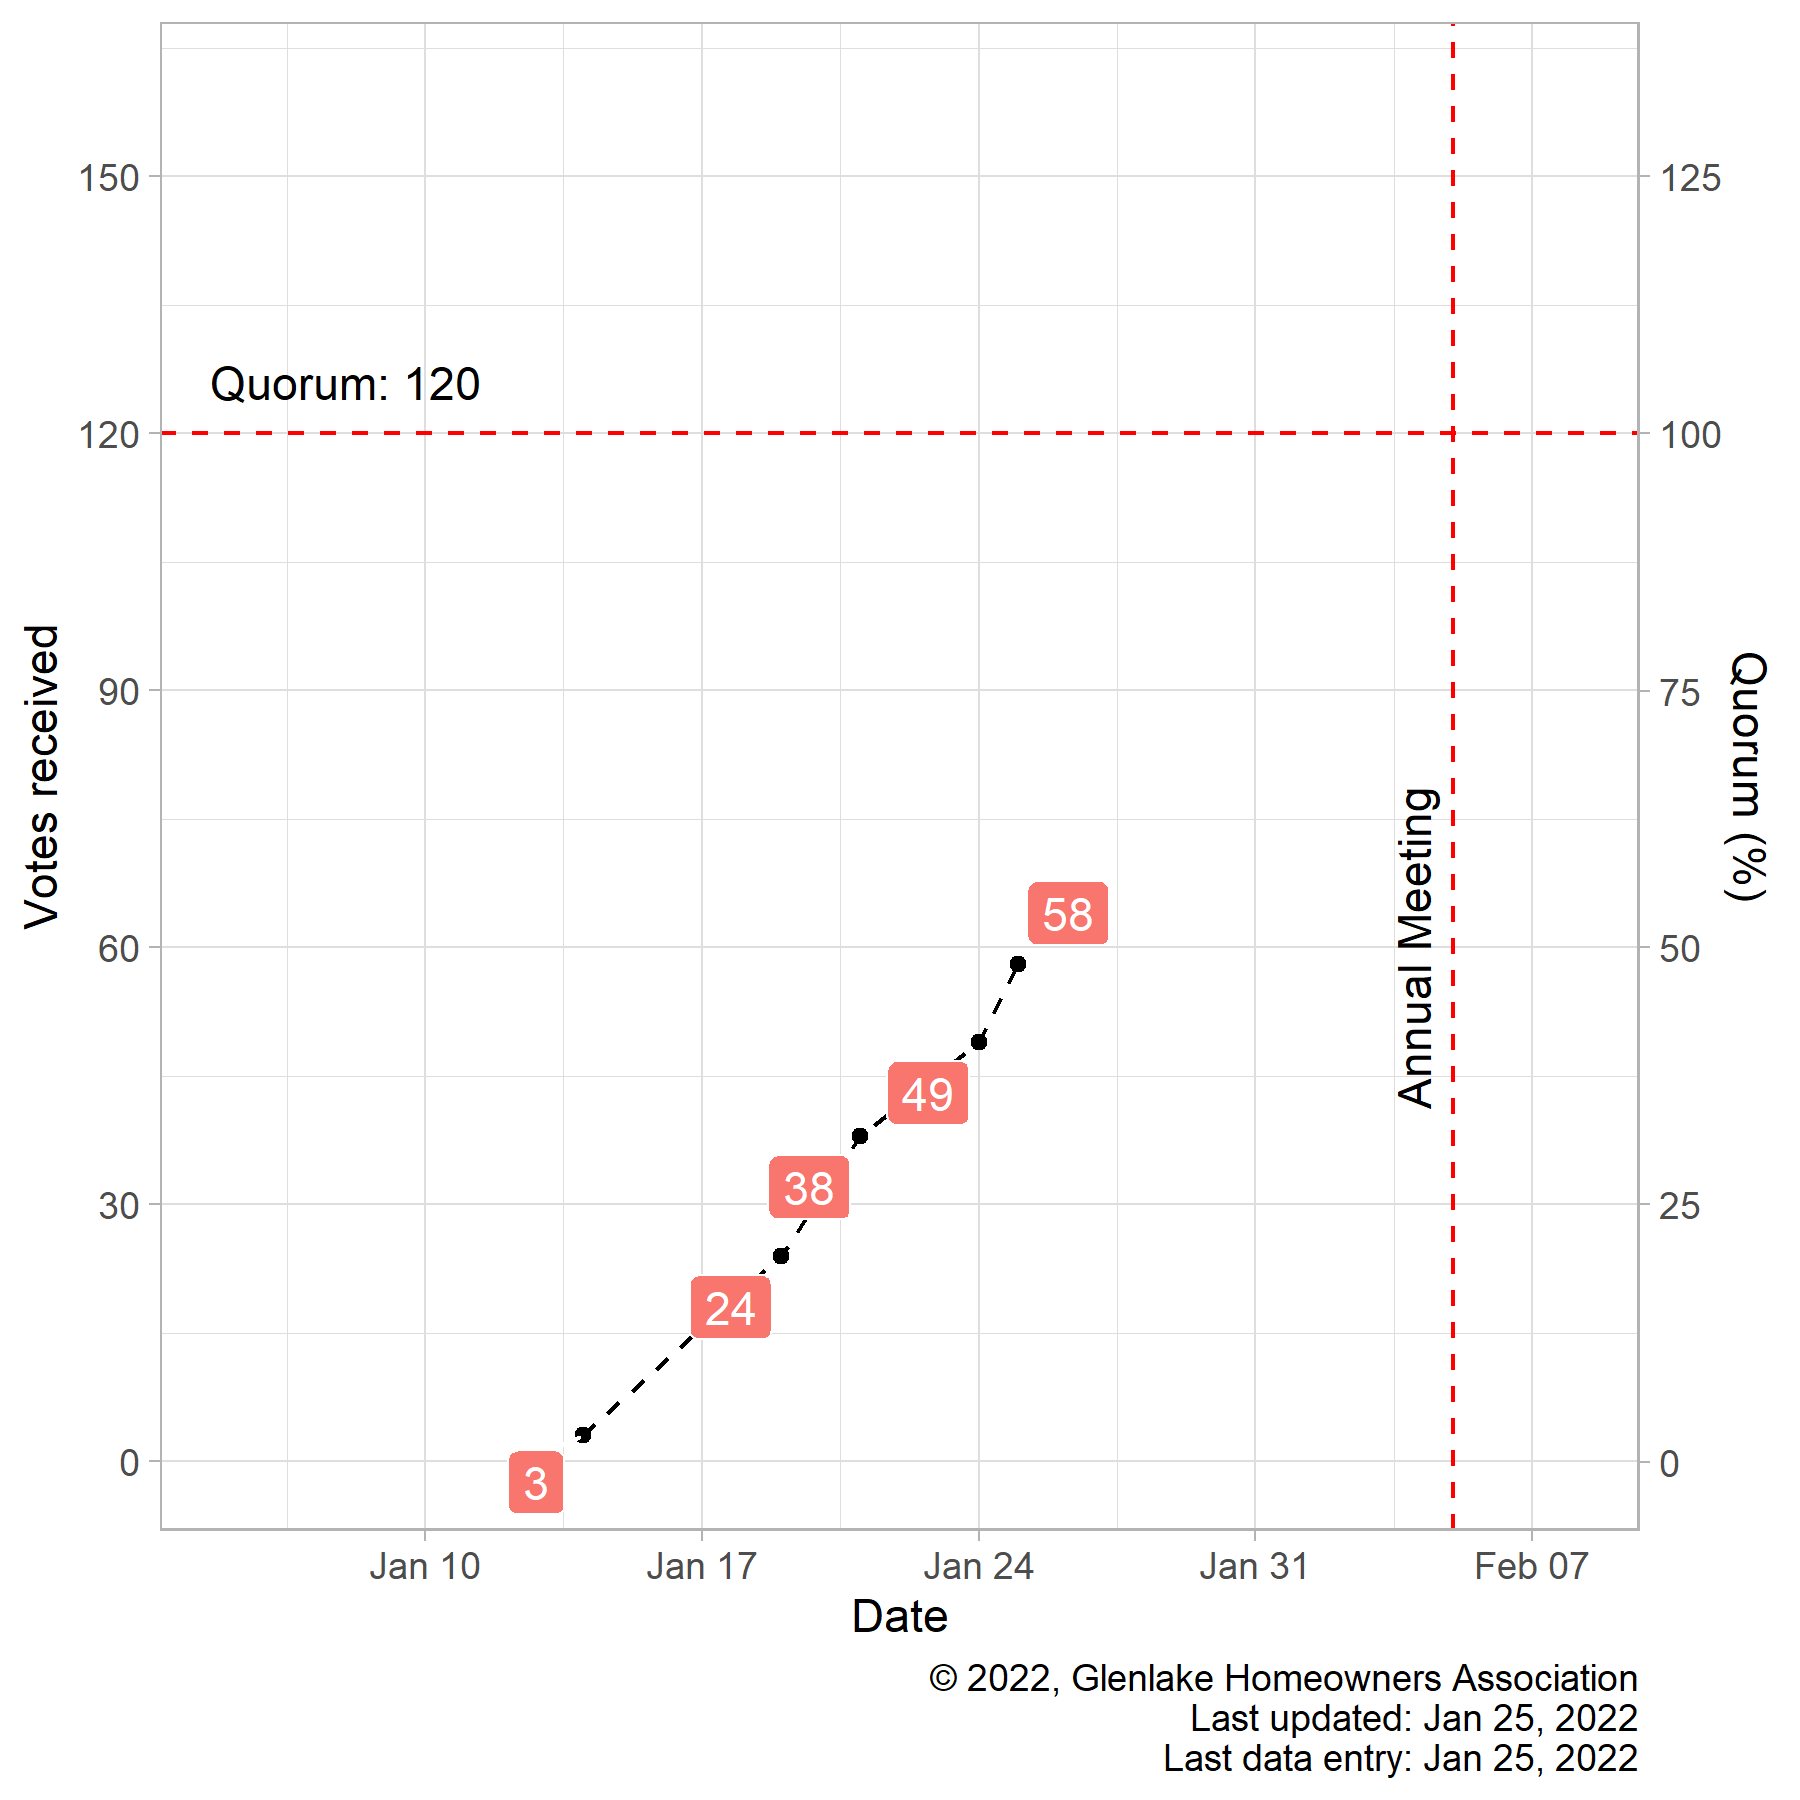 150
125
Quorum: 120
120
100
90
75
Votes received
Quorum (%)
Annual Meeting
58
60
50
49
38
30
25
24
3
0
0
Jan 10
Jan 17
Jan 24
Jan 31
Feb 07
Date
© 2022, Glenlake Homeowners Association
Last updated: Jan 25, 2022
Last data entry: Jan 25, 2022